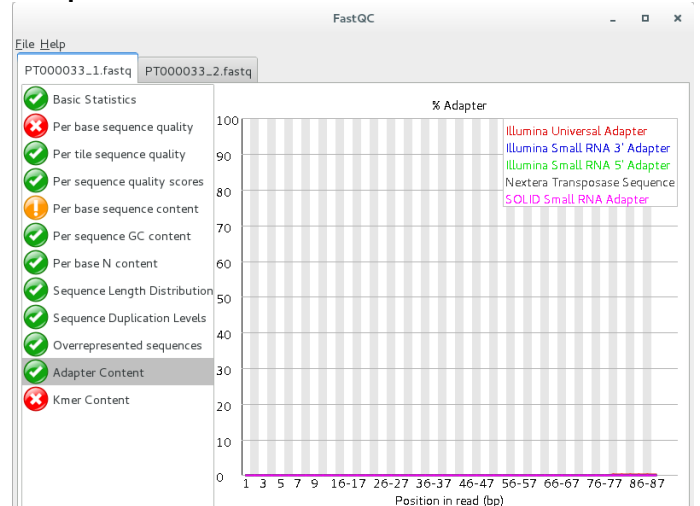 FastQC
File Help
PT000033_1.fastq PT000033_2.fastq
Basic Statistics
Per base sequence quality
Per tile sequence quality
Per sequence quality scores
Per base sequence content
Per sequence GC content
Per base N content
Sequence Length Distribution
Sequence Duplication Levels
Overrepresented sequences
Adapter Content
Kmer Content
% Adapter
Illumina Universal Adapter
Illumina Small RNA 3' Adapter
Illumina Small RNA 5' Adapter
Nextera Transposase Sequence
SOLID Small RNA Adapter
100
90
80
70
60
50
40
30
20
10
0
1 3 5 7 9 16-17 26-27 36-37 46-47 56-57 66-67 76-77 86-87
Position in read (bp)